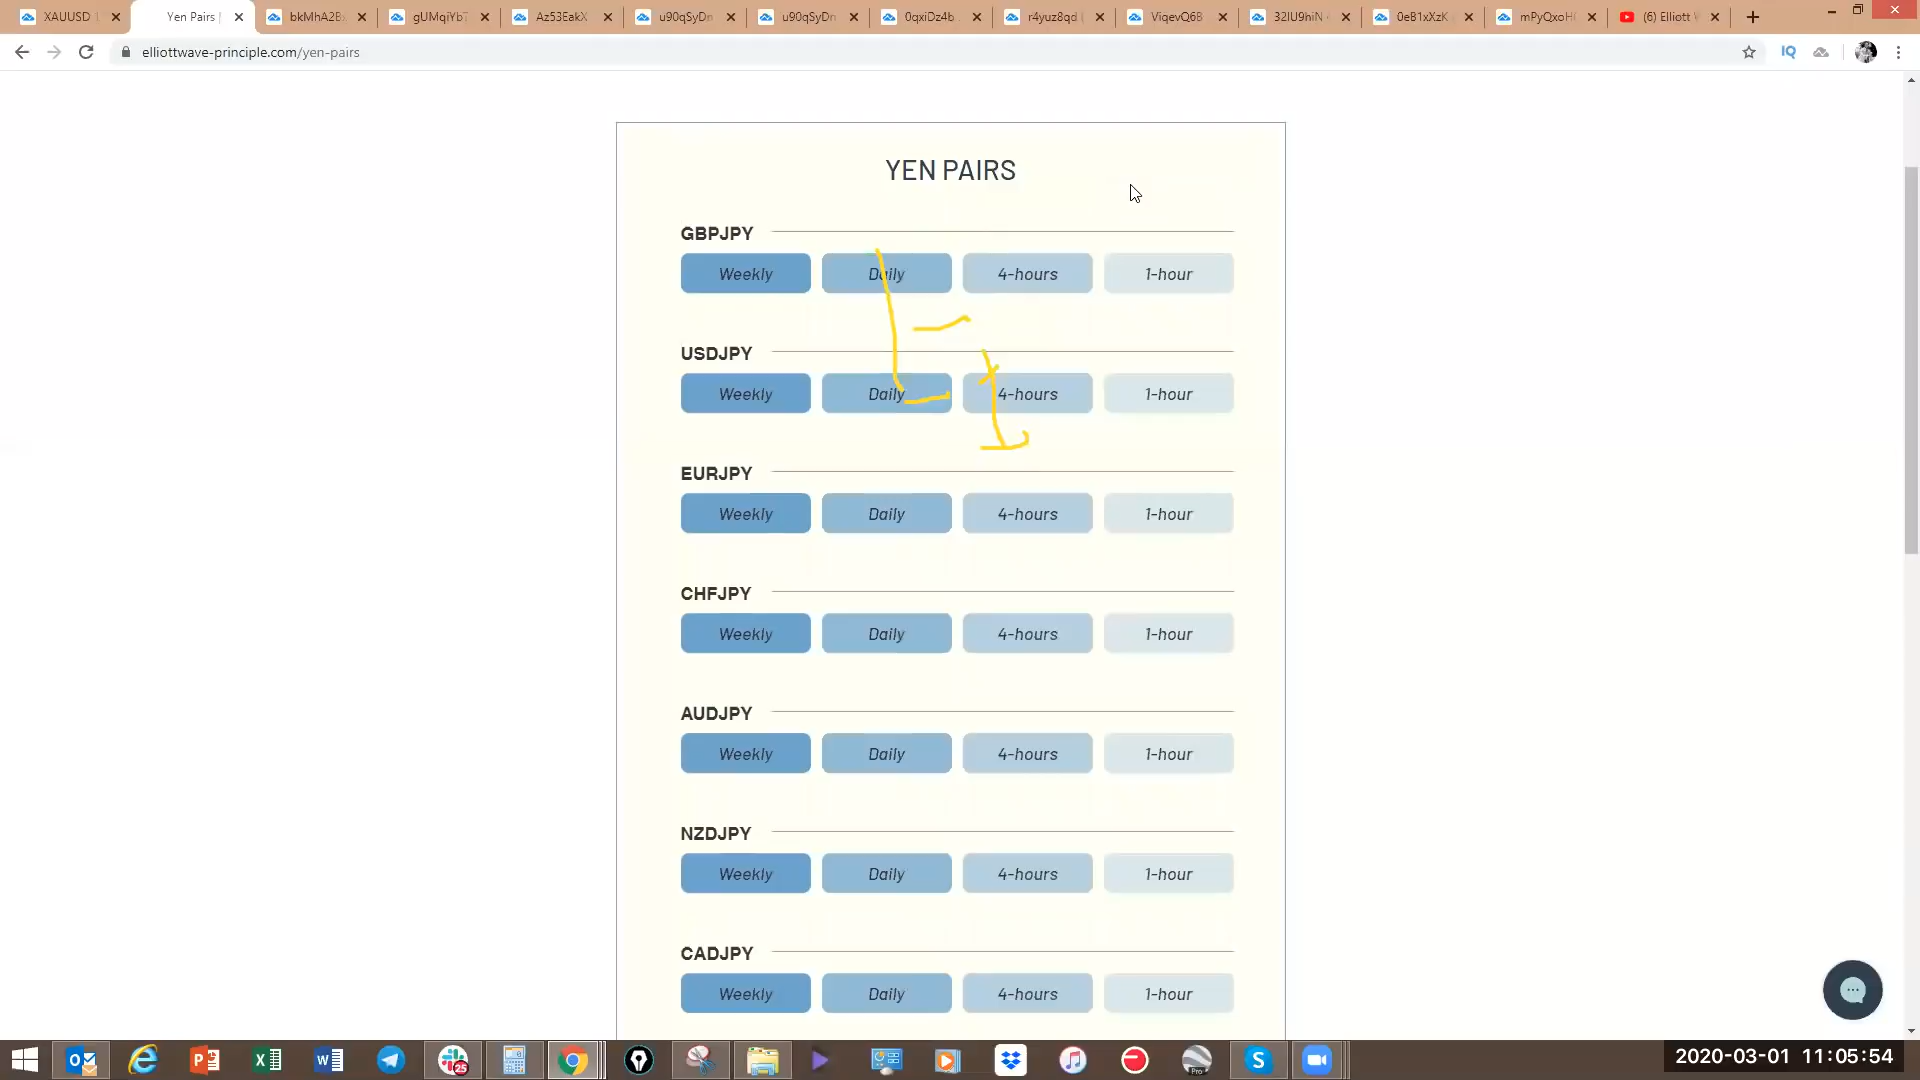 XAUUSD
Yen Pairs
bkMhA2B
gUMqiYbT
Az53EakX
u90qSyDn
u90qSyDn
0qxiDz4b
r4yuz8qd
ViqevQ6B
32IU9hiN
0eB1xXzK
mPyQxoH
(6) Elliott
elliottwave-principle.com/yen-pairs
IQ
YEN PAIRS
GBPJPY
Weekly Daily 4-hours 1-hour
USDJPY
Weekly Daily 4-hours 1-hour
EURJPY
Weekly Daily 4-hours 1-hour
CHFJPY
Weekly Daily 4-hours 1-hour
AUDJPY
Weekly Daily 4-hours 1-hour
NZDJPY
Weekly Daily 4-hours 1-hour
CADJPY
Weekly Daily 4-hours 1-hour
25
Pro
2020-03-01 11:05:54